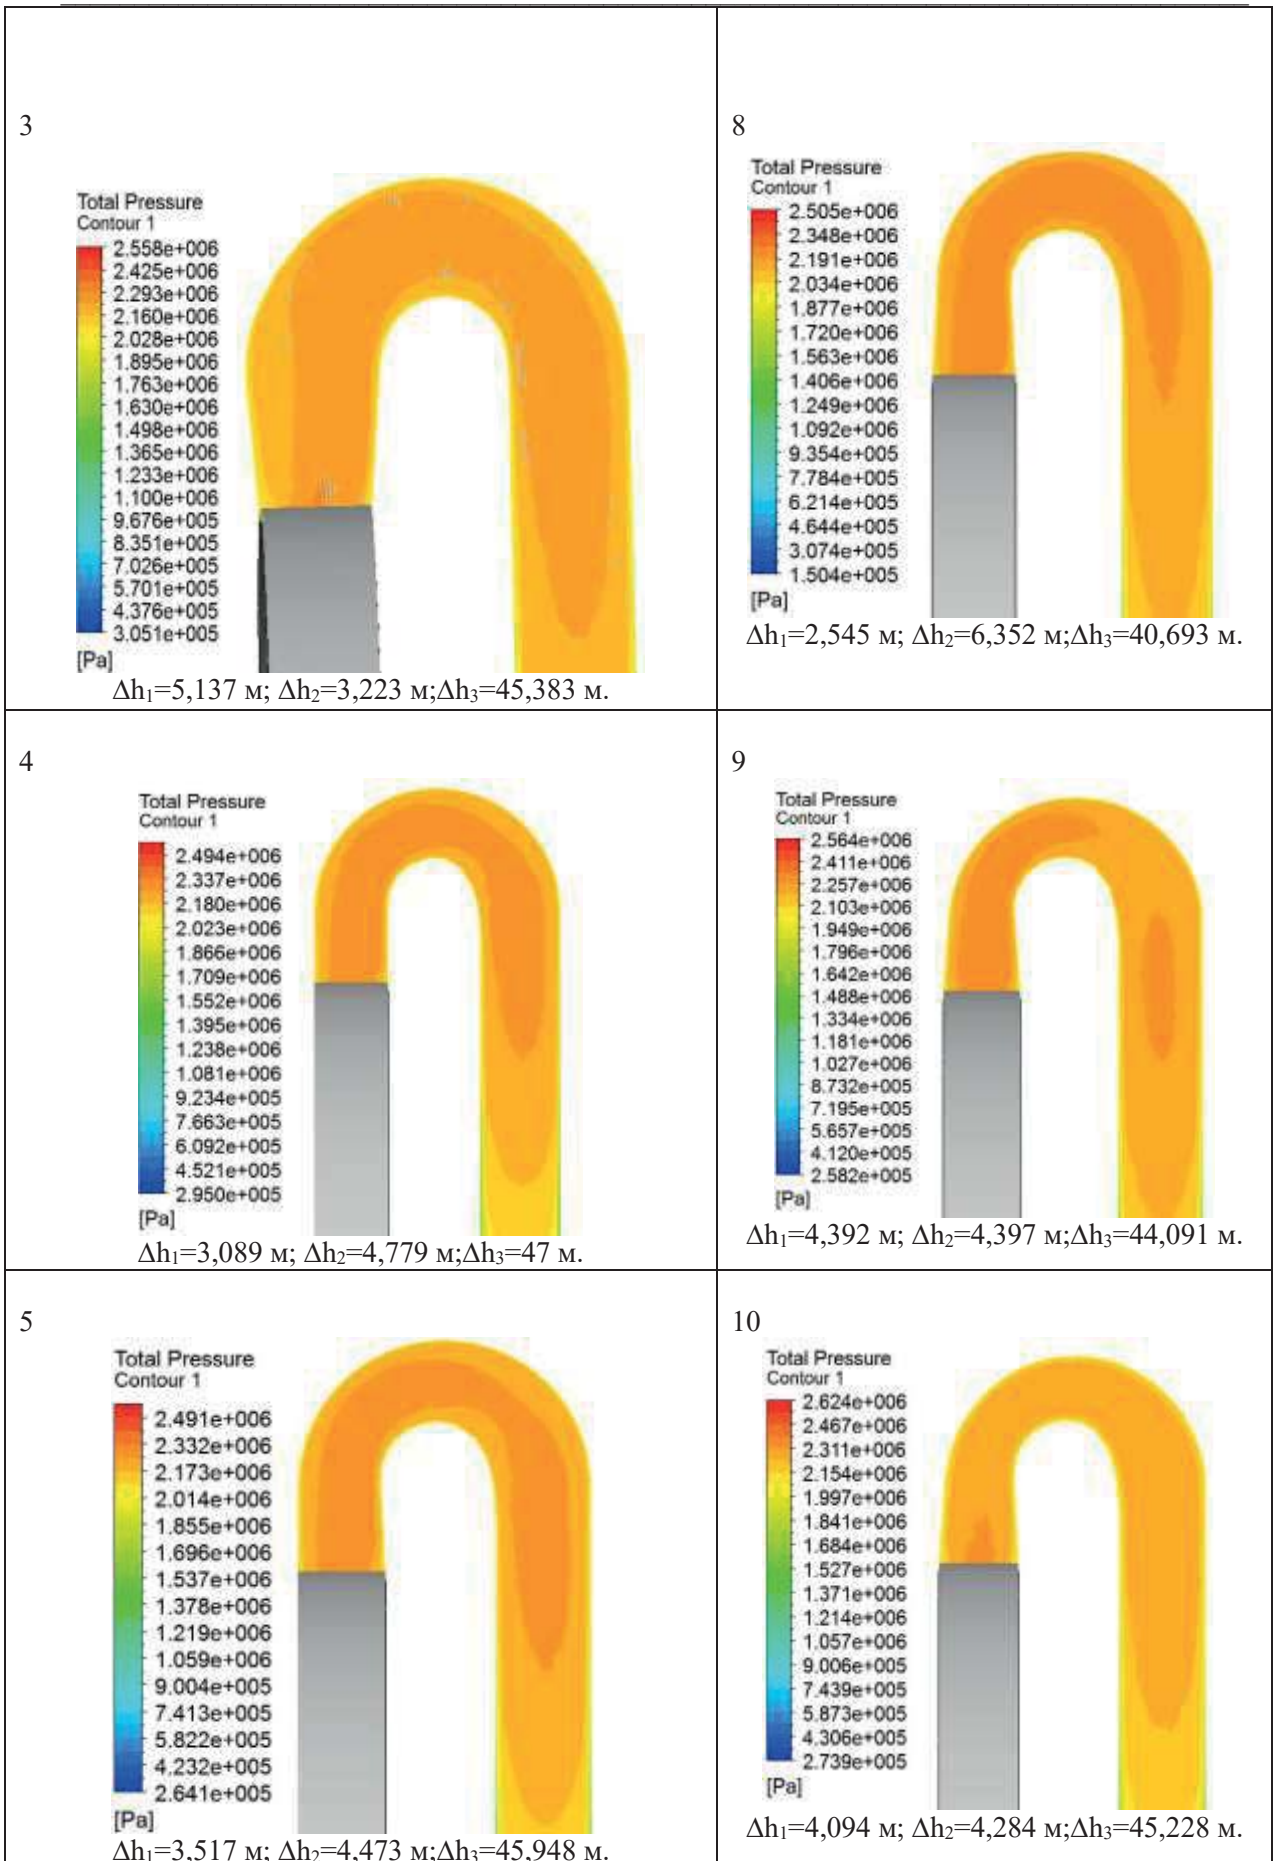 3
Total Pressure
Contour 1
2.558e+006
2.425e+006
2.293e+006
2.160e+006
2.028e+006
1.895e+006
1.763e+006
1.630e+006
1.498e+006
1.365e+006
1.233e+006
1.100e+006
9.676e+005
8.351e+005
7.026e+005
5.701e+005
4.376e+005
3.051e+005
[Pa]
Δh₁=5,137 м; Δh₂=3,223 м;Δh₃=45,383 м.
8
Total Pressure
Contour 1
2.505e+006
2.348e+006
2.191e+006
2.034e+006
1.877e+006
1.720e+006
1.563e+006
1.406e+006
1.249e+006
1.092e+006
9.354e+005
7.784e+005
6.214e+005
4.644e+005
3.074e+005
1.504e+005
[Pa]
Δh₁=2,545 м; Δh₂=6,352 м;Δh₃=40,693 м.
4
Total Pressure
Contour 1
2.494e+006
2.337e+006
2.180e+006
2.023e+006
1.866e+006
1.709e+006
1.552e+006
1.395e+006
1.238e+006
1.081e+006
9.234e+005
7.663e+005
6.092e+005
4.521e+005
2.950e+005
[Pa]
Δh₁=3,089 м; Δh₂=4,779 м;Δh₃=47 м.
9
Total Pressure
Contour 1
2.564e+006
2.411e+006
2.257e+006
2.103e+006
1.949e+006
1.796e+006
1.642e+006
1.488e+006
1.334e+006
1.181e+006
1.027e+006
8.732e+005
7.195e+005
5.657e+005
4.120e+005
2.582e+005
[Pa]
Δh₁=4,392 м; Δh₂=4,397 м;Δh₃=44,091 м.
5
Total Pressure
Contour 1
2.491e+006
2.332e+006
2.173e+006
2.014e+006
1.855e+006
1.696e+006
1.537e+006
1.378e+006
1.219e+006
1.059e+006
9.004e+005
7.413e+005
5.822e+005
4.232e+005
2.641e+005
[Pa]
Δh₁=3,517 м; Δh₂=4,473 м;Δh₃=45,948 м.
10
Total Pressure
Contour 1
2.624e+006
2.467e+006
2.311e+006
2.154e+006
1.997e+006
1.841e+006
1.684e+006
1.527e+006
1.371e+006
1.214e+006
1.057e+006
9.006e+005
7.439e+005
5.873e+005
4.306e+005
2.739e+005
[Pa]
Δh₁=4,094 м; Δh₂=4,284 м;Δh₃=45,228 м.